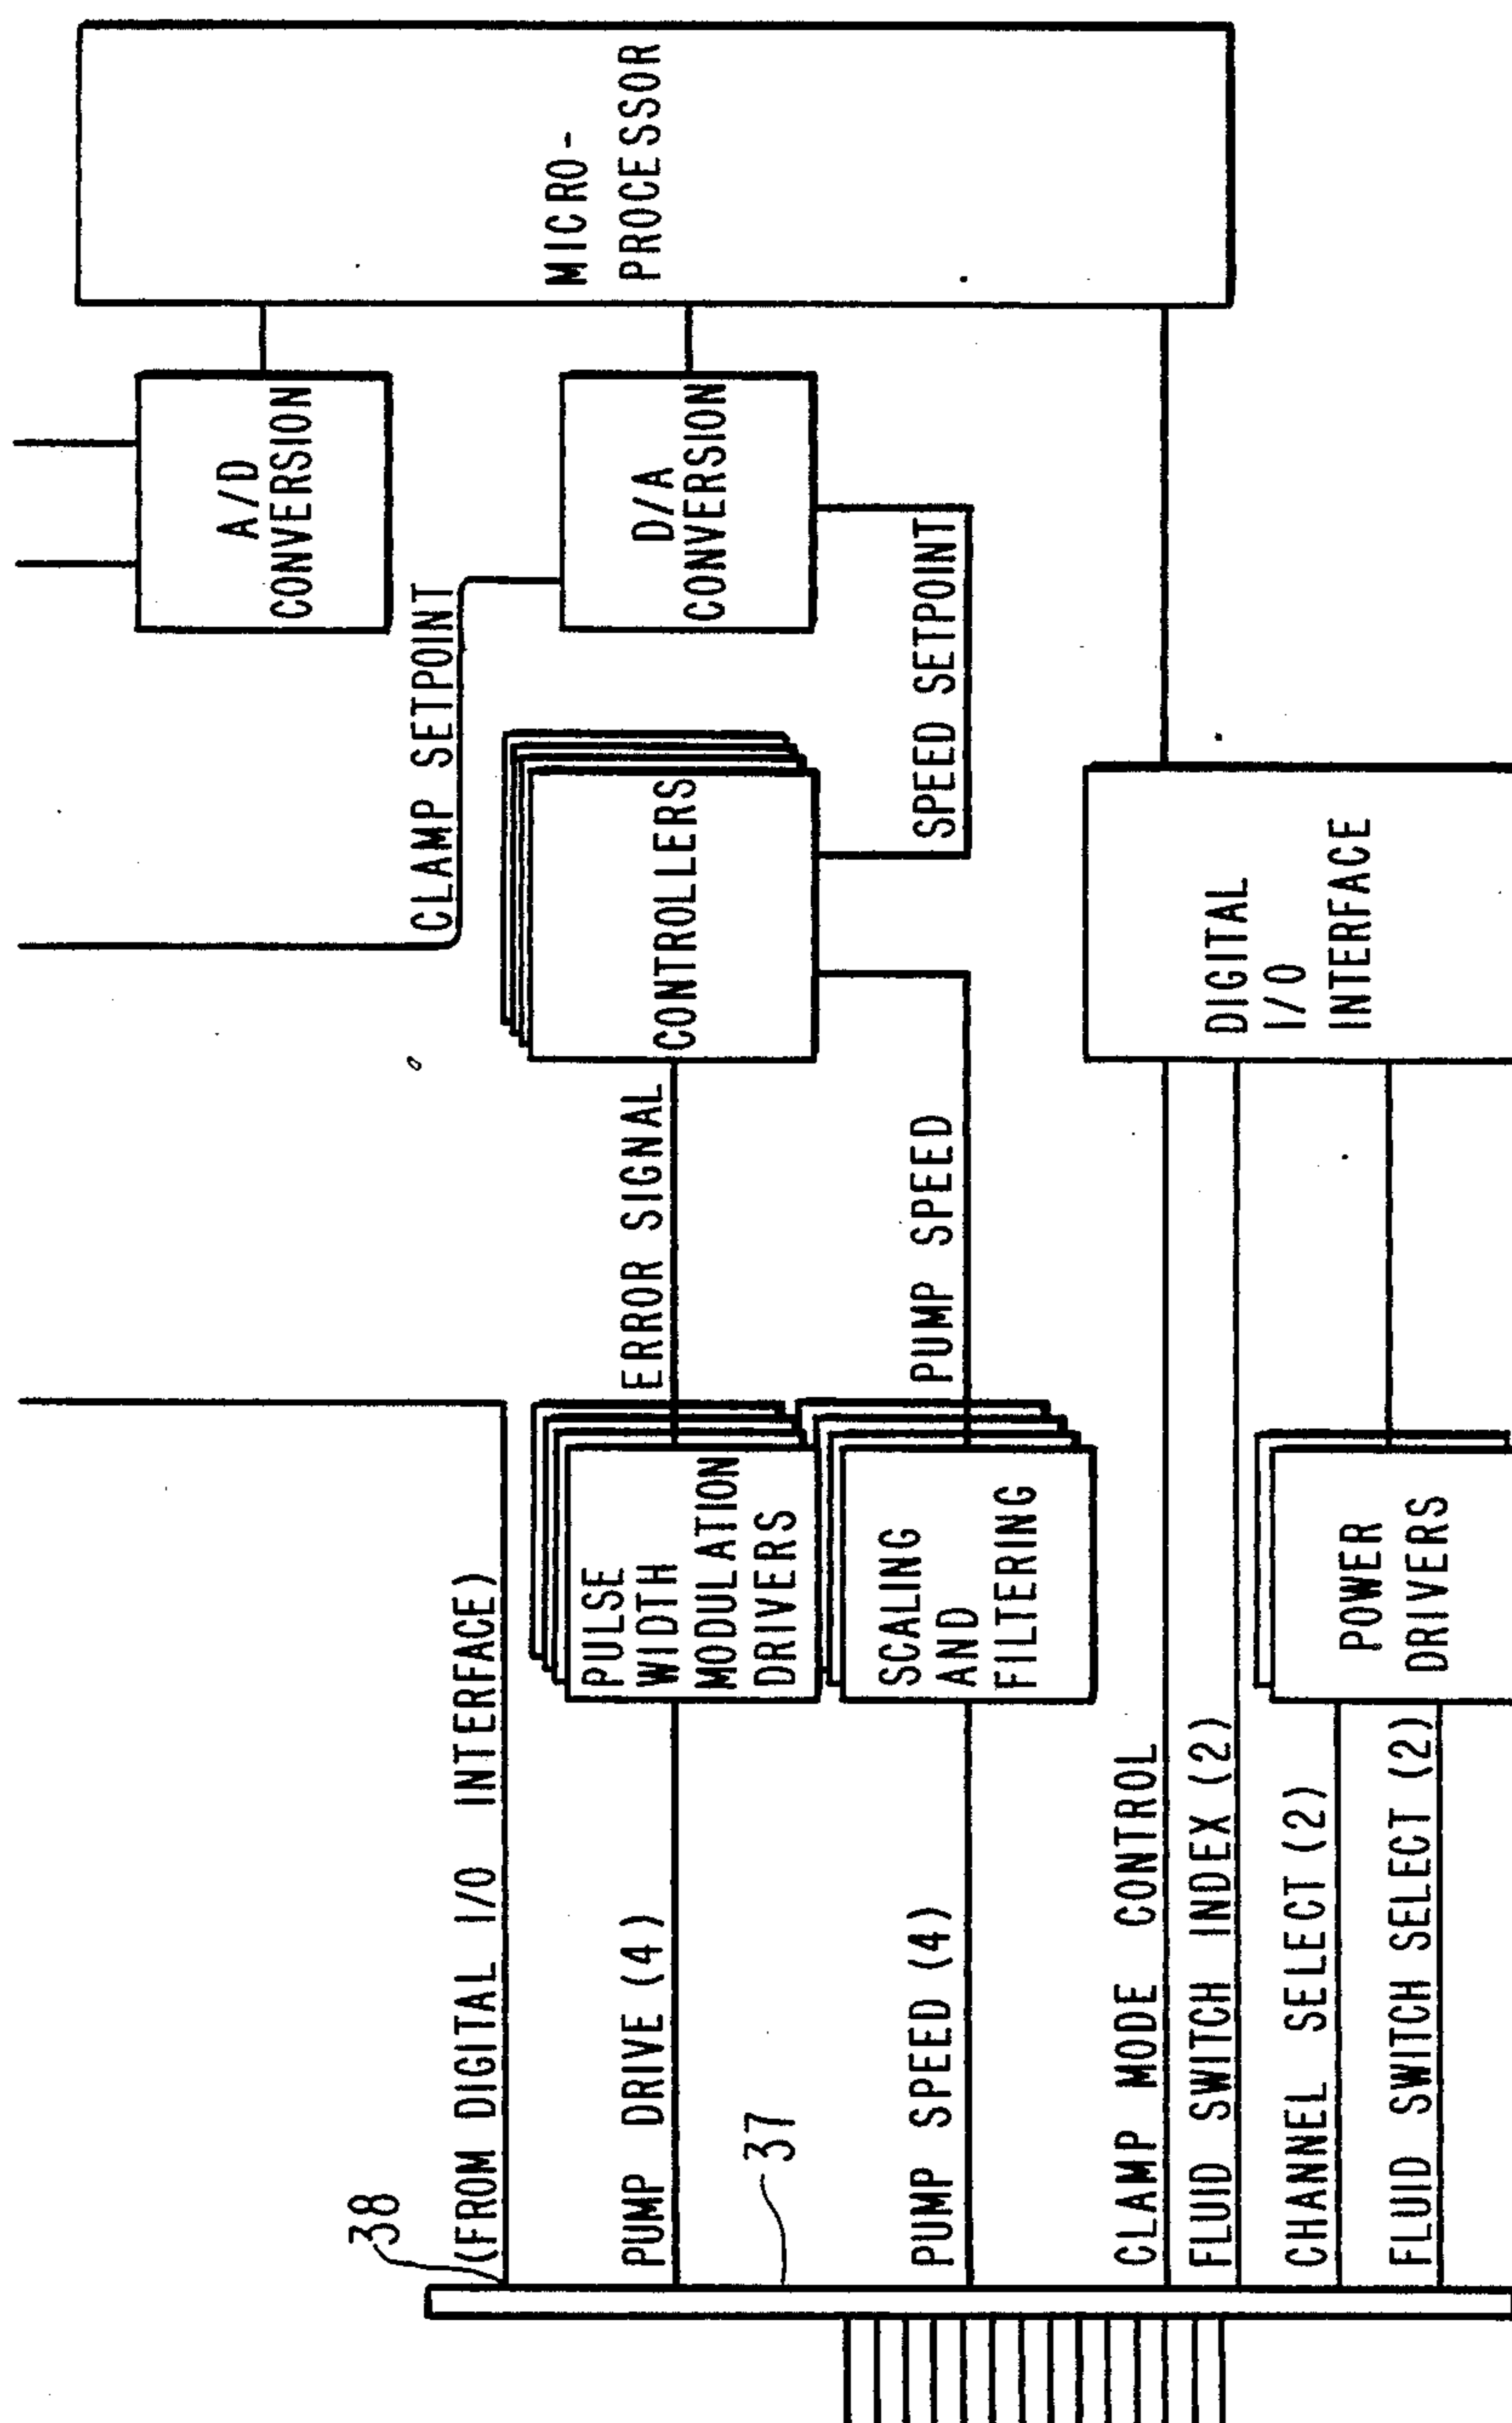 MICRO-
PROCESSOR
A/D
CONVERSION
D/A
CONVERSION
CLAMP SETPOINT
SPEED SETPOINT
CONTROLLERS
DIGITAL
I/O
INTERFACE
ERROR SIGNAL
PUMP SPEED
PULSE
WIDTH
MODULATION
DRIVERS
SCALING
AND
FILTERING
POWER
DRIVERS
(FROM DIGITAL I/O INTERFACE)
PUMP DRIVE (4)
PUMP SPEED (4)
CLAMP MODE CONTROL
FLUID SWITCH INDEX (2)
CHANNEL SELECT (2)
FLUID SWITCH SELECT (2)
38
37